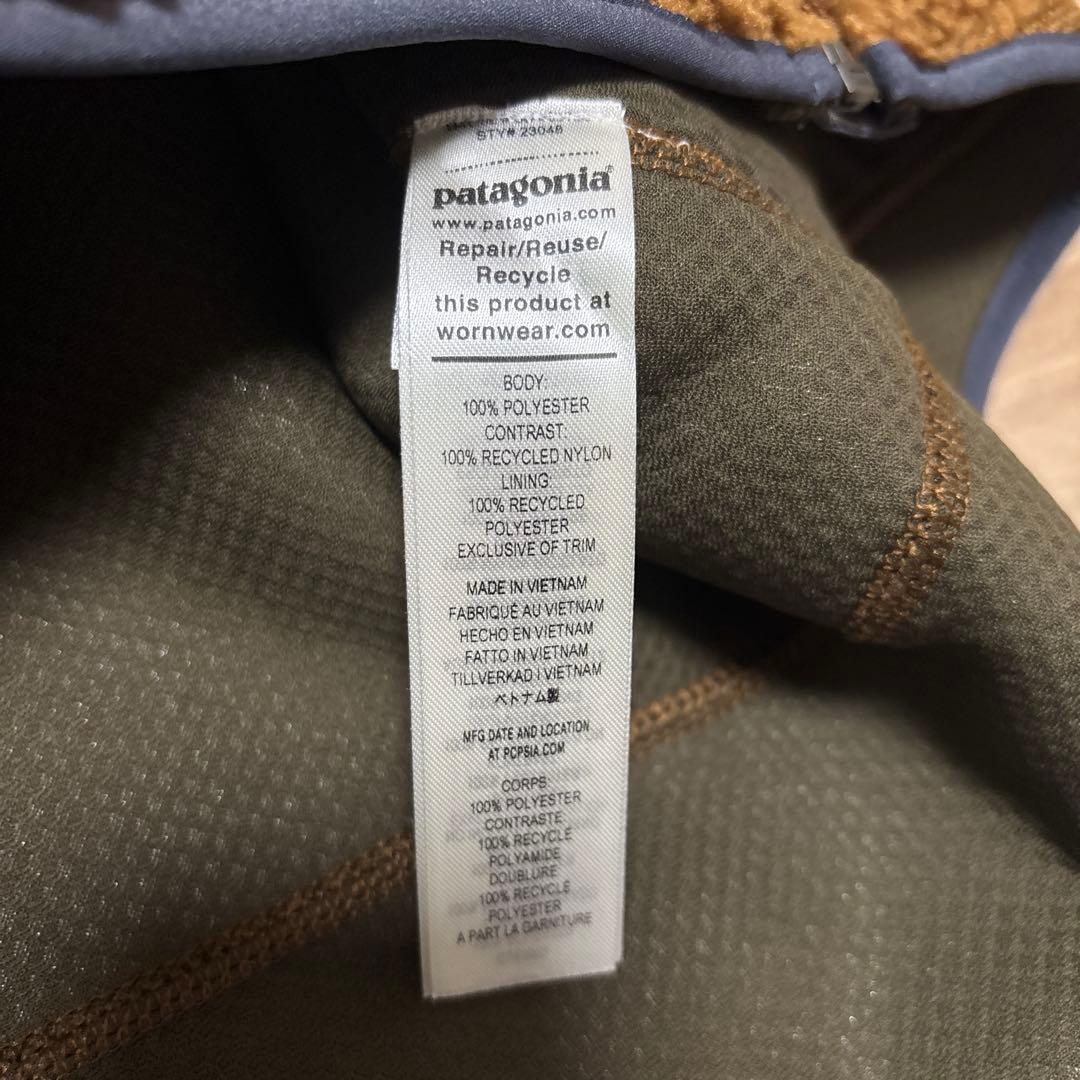 STY# 23048
patagonia®
www.patagonia.com
Repair/Reuse/
Recycle
this product at
wornwear.com
BODY:
100% POLYESTER
CONTRAST:
100% RECYCLED NYLON
LINING:
100% RECYCLED
POLYESTER
EXCLUSIVE OF TRIM
MADE IN VIETNAM
FABRIQUÉ AU VIETNAM
HECHO EN VIETNAM
FATTO IN VIETNAM
TILLVERKAD I VIETNAM
ベトナム製
MFG DATE AND LOCATION
AT PCPSIA.COM
CORPS:
100% POLYESTER
CONTRASTE:
100% RECYCLÉ
POLYAMIDE
DOUBLURE:
100% RECYCLÉ
POLYESTER
A PART LA GARNITURE